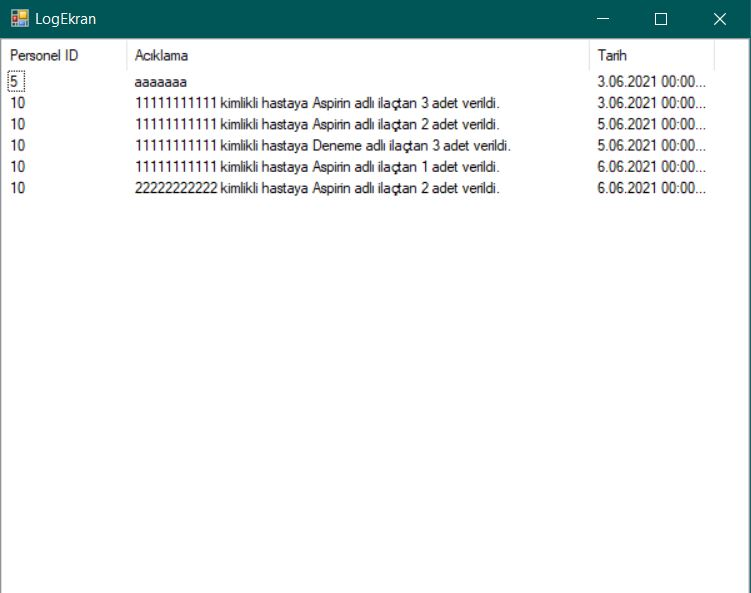 LogEkran
Personel ID Acıklama Tarih
5 aaaaaaa 3.06.2021 00:00...
10 11111111111 kimlikli hastaya Aspirin adlı ilaçtan 3 adet verildi. 3.06.2021 00:00...
10 11111111111 kimlikli hastaya Aspirin adlı ilaçtan 2 adet verildi. 5.06.2021 00:00...
10 11111111111 kimlikli hastaya Deneme adlı ilaçtan 3 adet verildi. 5.06.2021 00:00...
10 11111111111 kimlikli hastaya Aspirin adlı ilaçtan 1 adet verildi. 6.06.2021 00:00...
10 22222222222 kimlikli hastaya Aspirin adlı ilaçtan 2 adet verildi. 6.06.2021 00:00...